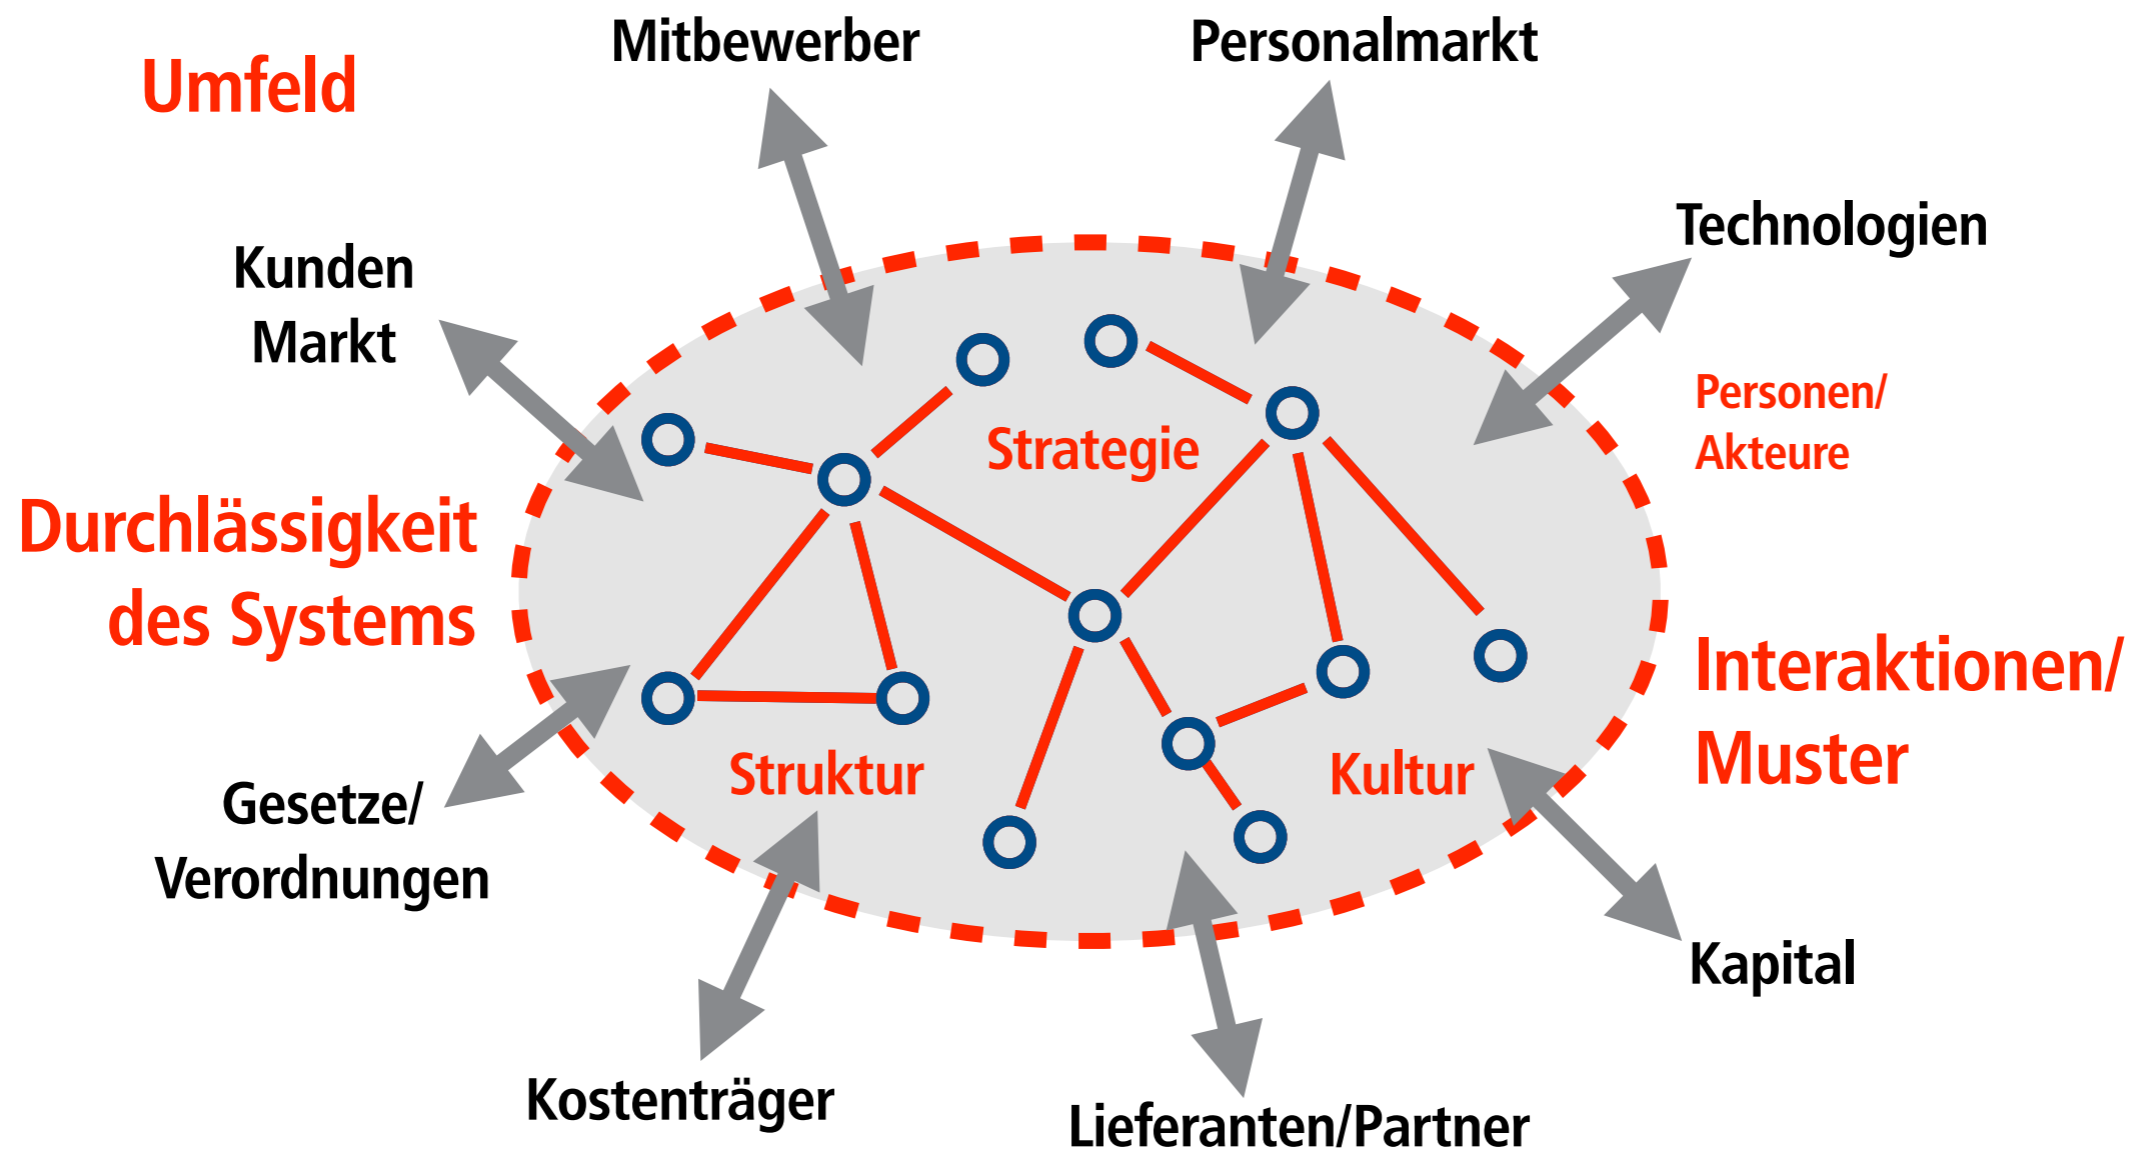 Mitbewerber
Personalmarkt
Umfeld
Technologien
Kunden
Markt
Personen/
Akteure
Strategie
Durchlässigkeit
des Systems
Interaktionen/
Muster
Struktur
Kultur
Gesetze/
Verordnungen
Kapital
Kostenträger
Lieferanten/Partner